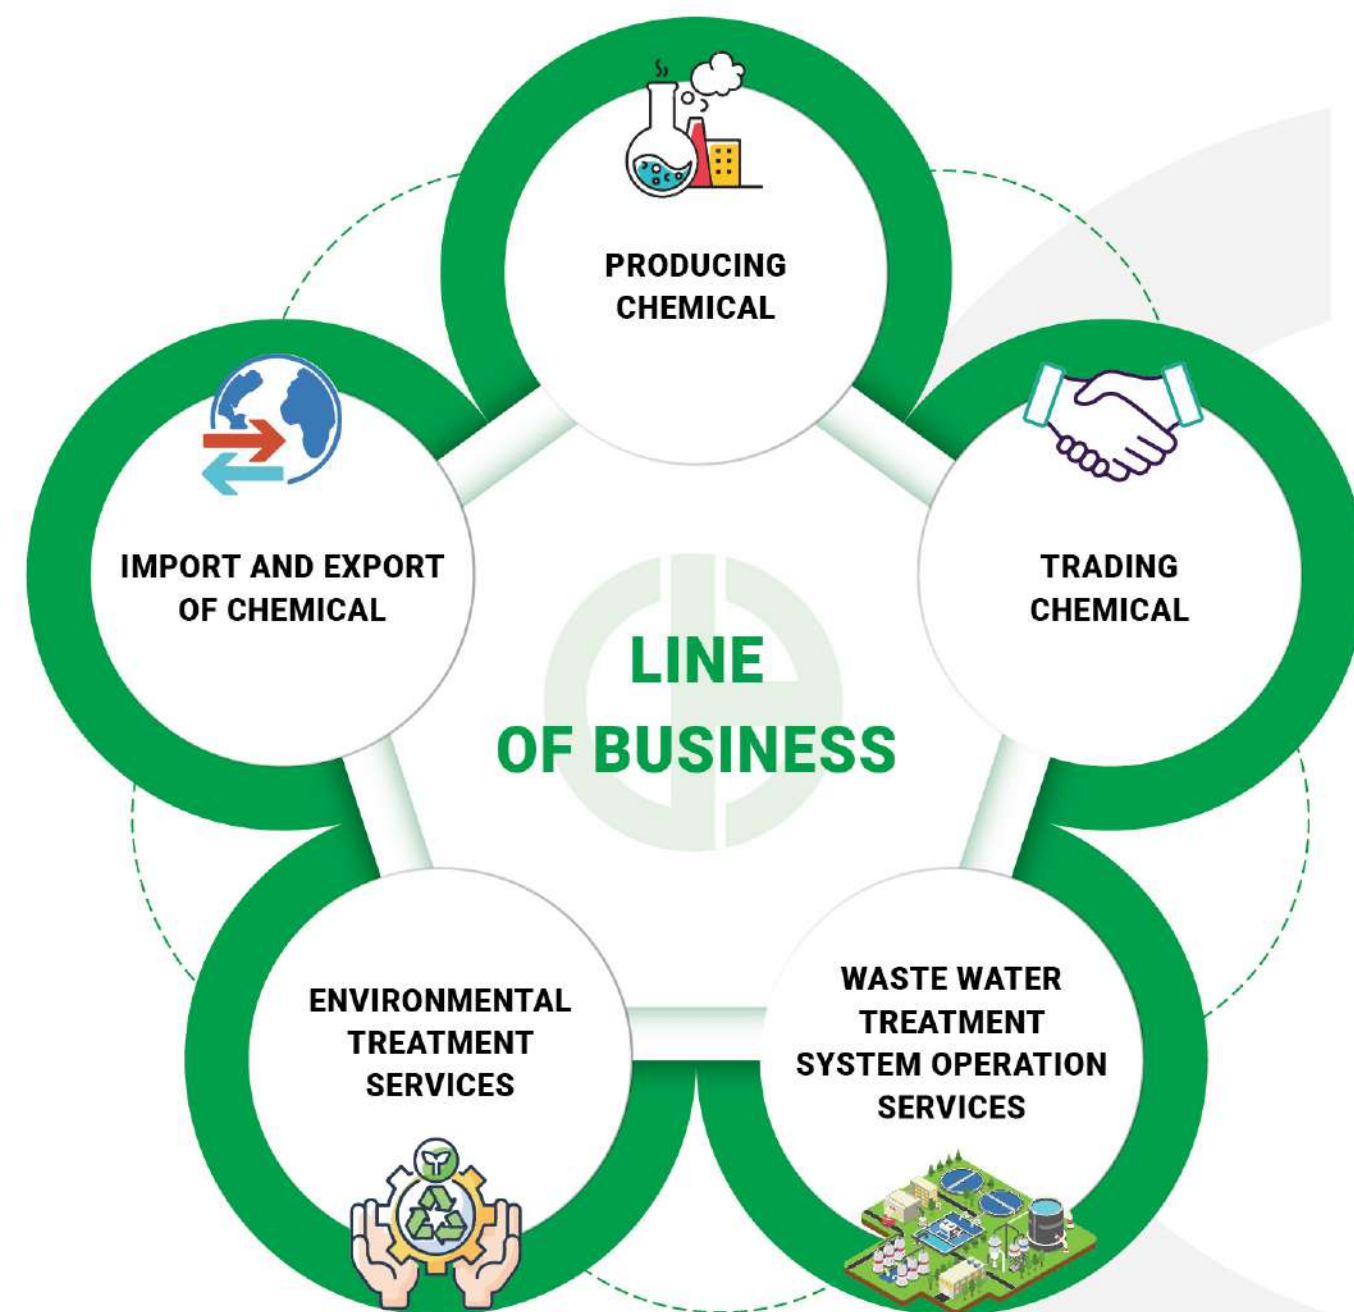 PRODUCING
CHEMICAL
TRADING
CHEMICAL
WASTE WATER
TREATMENT
SYSTEM OPERATION
SERVICES
ENVIRONMENTAL
TREATMENT
SERVICES
IMPORT AND EXPORT
OF CHEMICAL
LINE
OF BUSINESS